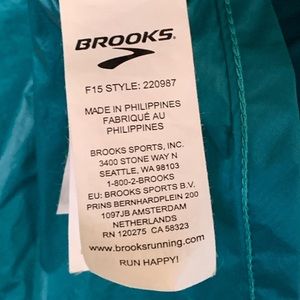 BROOKS
F15 STYLE: 220987
MADE IN PHILIPPINES
FABRIQUÉ AU
PHILIPPINES
BROOKS SPORTS, INC.
3400 STONE WAY N
SEATTLE, WA 98103
1-800-2-BROOKS
EU: BROOKS SPORTS B.V.
PRINS BERNHARDPLEIN 200
1097JB AMSTERDAM
NETHERLANDS
RN 120275 CA 58323
www.brooksrunning.com
RUN HAPPY!